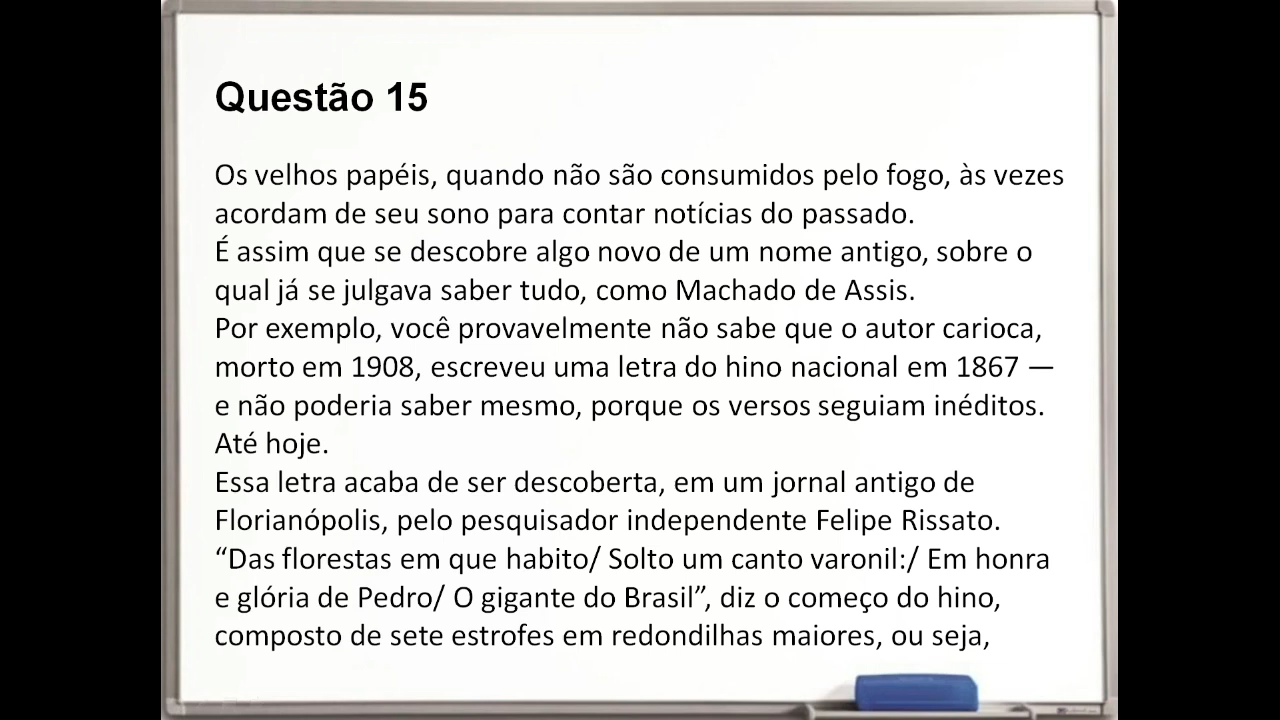 Questão 15
Os velhos papéis, quando não são consumidos pelo fogo, às vezes
acordam de seu sono para contar notícias do passado.
É assim que se descobre algo novo de um nome antigo, sobre o
qual já se julgava saber tudo, como Machado de Assis.
Por exemplo, você provavelmente não sabe que o autor carioca,
morto em 1908, escreveu uma letra do hino nacional em 1867 —
e não poderia saber mesmo, porque os versos seguiam inéditos.
Até hoje.
Essa letra acaba de ser descoberta, em um jornal antigo de
Florianópolis, pelo pesquisador independente Felipe Rissato.
“Das florestas em que habito/ Solto um canto varonil:/ Em honra
e glória de Pedro/ O gigante do Brasil”, diz o começo do hino,
composto de sete estrofes em redondilhas maiores, ou seja,